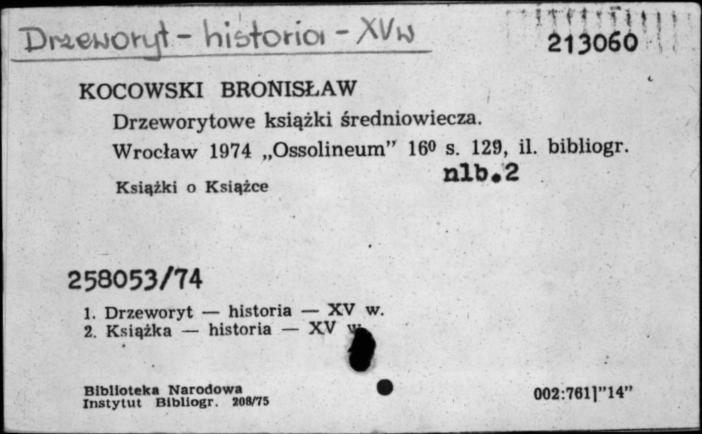 Drzeworyt - historia - XV w
213060
KOCOWSKI BRONISŁAW
Drzeworytowe książki średniowiecza.
Wrocław 1974 „Ossolineum” 16⁰ s. 129, il. bibliogr.
nlb.2
Książki o Książce
258053/74
1. Drzeworyt — historia — XV w.
2. Książka — historia — XV w.
Biblioteka Narodowa
Instytut Bibliogr. 208/75
002:761]”14”